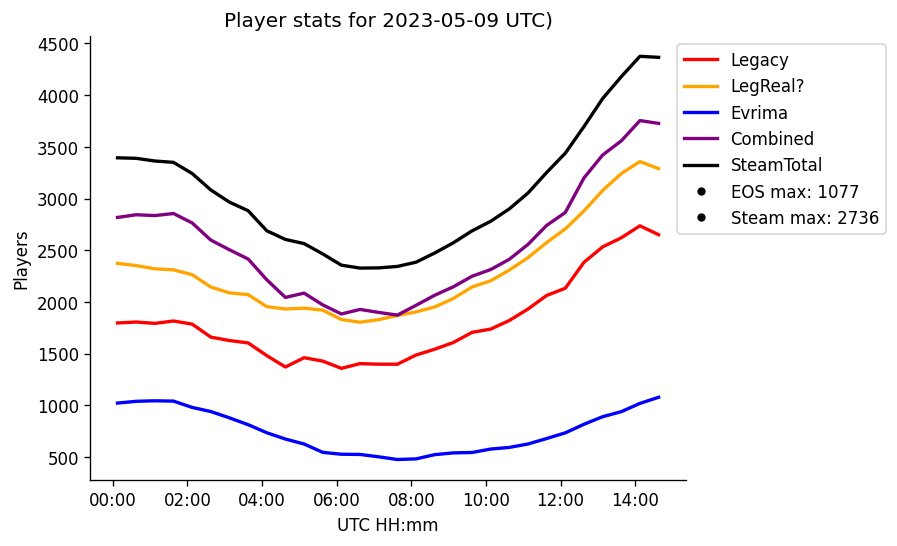 Player stats for 2023-05-09 UTC)
4500
4000
3500
3000
2500
2000
1500
1000
500
Players
00:00 02:00 04:00 06:00 08:00 10:00 12:00 14:00
UTC HH:mm
Legacy
LegReal?
Evrima
Combined
SteamTotal
EOS max: 1077
Steam max: 2736